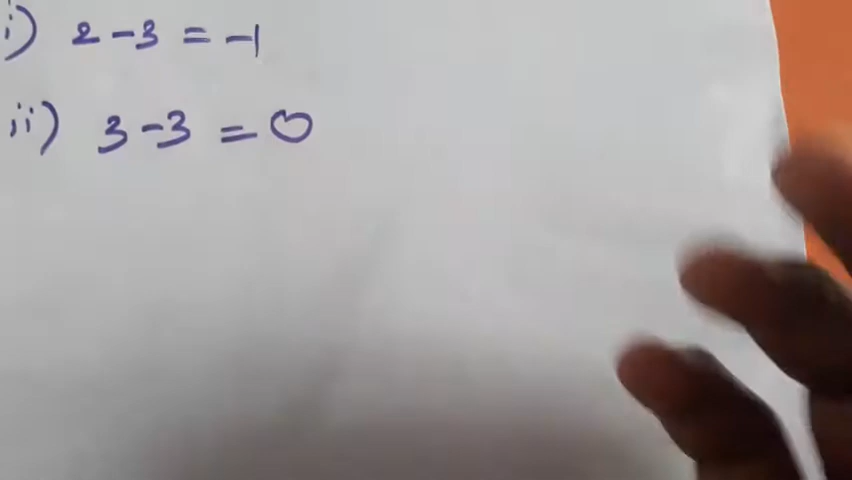 i) 2-3 = -1
ii) 3-3 = 0